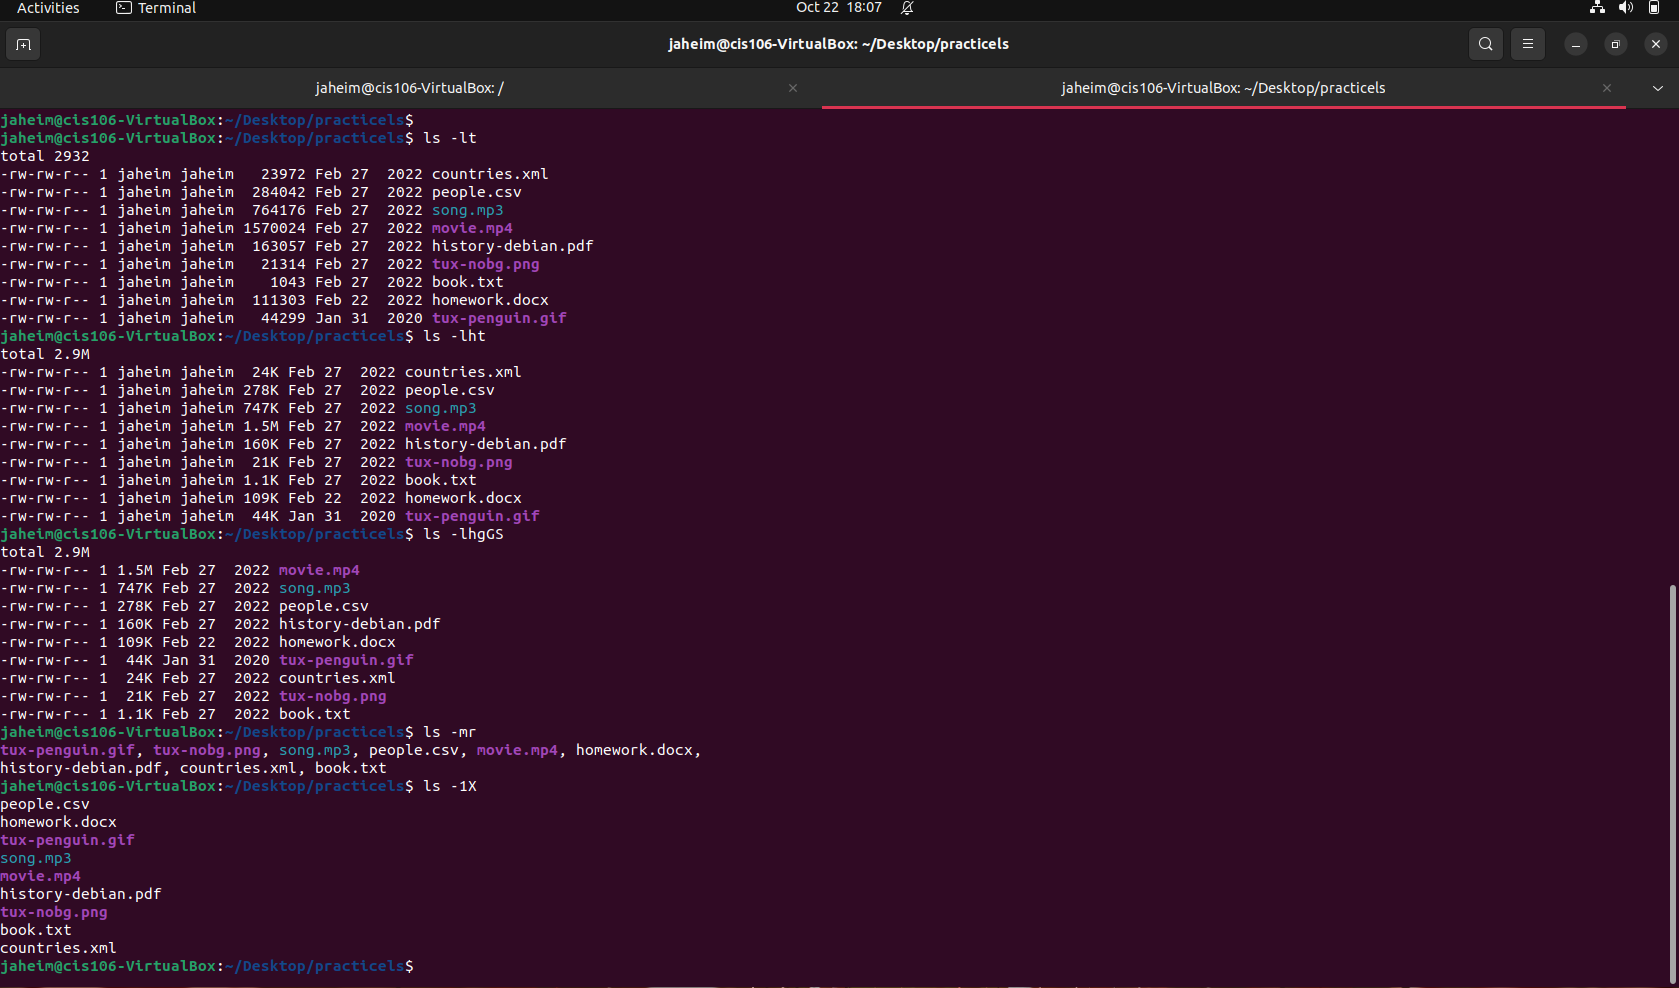 Activities Terminal Oct 22 18:07
jaheim@cis106-VirtualBox: ~/Desktop/practicels
jaheim@cis106-VirtualBox: / jaheim@cis106-VirtualBox: ~/Desktop/practicels
jaheim@cis106-VirtualBox:~/Desktop/practicels$
jaheim@cis106-VirtualBox:~/Desktop/practicels$ ls -lt
total 2932
-rw-rw-r-- 1 jaheim jaheim   23972 Feb 27  2022 countries.xml
-rw-rw-r-- 1 jaheim jaheim  284042 Feb 27  2022 people.csv
-rw-rw-r-- 1 jaheim jaheim  764176 Feb 27  2022 song.mp3
-rw-rw-r-- 1 jaheim jaheim 1570024 Feb 27  2022 movie.mp4
-rw-rw-r-- 1 jaheim jaheim  163057 Feb 27  2022 history-debian.pdf
-rw-rw-r-- 1 jaheim jaheim   21314 Feb 27  2022 tux-nobg.png
-rw-rw-r-- 1 jaheim jaheim    1043 Feb 27  2022 book.txt
-rw-rw-r-- 1 jaheim jaheim  111303 Feb 22  2022 homework.docx
-rw-rw-r-- 1 jaheim jaheim   44299 Jan 31  2020 tux-penguin.gif
jaheim@cis106-VirtualBox:~/Desktop/practicels$ ls -lht
total 2.9M
-rw-rw-r-- 1 jaheim jaheim  24K Feb 27  2022 countries.xml
-rw-rw-r-- 1 jaheim jaheim 278K Feb 27  2022 people.csv
-rw-rw-r-- 1 jaheim jaheim 747K Feb 27  2022 song.mp3
-rw-rw-r-- 1 jaheim jaheim 1.5M Feb 27  2022 movie.mp4
-rw-rw-r-- 1 jaheim jaheim 160K Feb 27  2022 history-debian.pdf
-rw-rw-r-- 1 jaheim jaheim  21K Feb 27  2022 tux-nobg.png
-rw-rw-r-- 1 jaheim jaheim 1.1K Feb 27  2022 book.txt
-rw-rw-r-- 1 jaheim jaheim 109K Feb 22  2022 homework.docx
-rw-rw-r-- 1 jaheim jaheim  44K Jan 31  2020 tux-penguin.gif
jaheim@cis106-VirtualBox:~/Desktop/practicels$ ls -lhgGS
total 2.9M
-rw-rw-r-- 1 1.5M Feb 27  2022 movie.mp4
-rw-rw-r-- 1 747K Feb 27  2022 song.mp3
-rw-rw-r-- 1 278K Feb 27  2022 people.csv
-rw-rw-r-- 1 160K Feb 27  2022 history-debian.pdf
-rw-rw-r-- 1 109K Feb 22  2022 homework.docx
-rw-rw-r-- 1  44K Jan 31  2020 tux-penguin.gif
-rw-rw-r-- 1  24K Feb 27  2022 countries.xml
-rw-rw-r-- 1  21K Feb 27  2022 tux-nobg.png
-rw-rw-r-- 1 1.1K Feb 27  2022 book.txt
jaheim@cis106-VirtualBox:~/Desktop/practicels$ ls -mr
tux-penguin.gif, tux-nobg.png, song.mp3, people.csv, movie.mp4, homework.docx,
history-debian.pdf, countries.xml, book.txt
jaheim@cis106-VirtualBox:~/Desktop/practicels$ ls -1X
people.csv
homework.docx
tux-penguin.gif
song.mp3
movie.mp4
history-debian.pdf
tux-nobg.png
book.txt
countries.xml
jaheim@cis106-VirtualBox:~/Desktop/practicels$